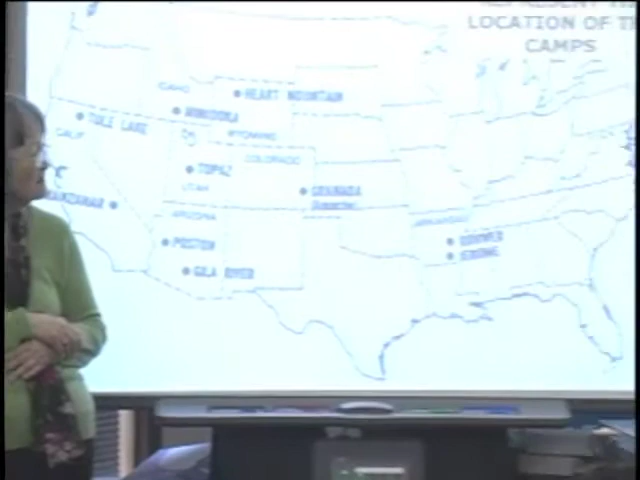 LOCATION OF
CAMPS
HEART MOUNTAIN
IDAHO
MINIDOKA
TULE LAKE
WYOMING
CALIF
COLORADO
TOPAZ
UTAH
GRANADA
MANZANAR
ARIZONA
ARKANSAS
POSTON
ROHWER
JEROME
GILA RIVER